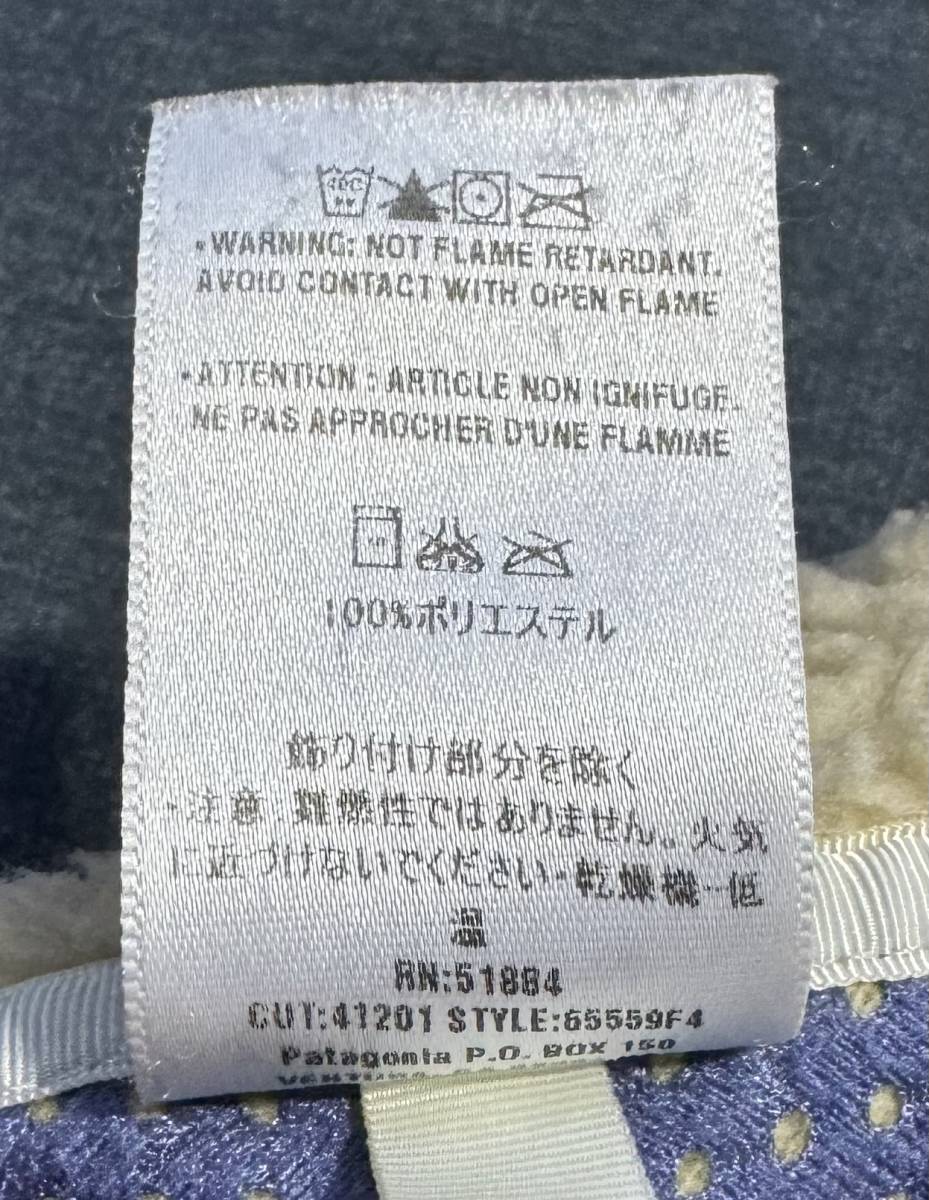 40C
• WARNING: NOT FLAME RETARDANT.
AVOID CONTACT WITH OPEN FLAME
• ATTENTION : ARTICLE NON IGNIFUGE.
NE PAS APPROCHER D'UNE FLAMME
40
100%ポリエステル
飾り付け部分を除く
・注意 難燃性ではありません。火気
に近づけないでください・乾燥機-低
温
RN:51884
CUT:41201 STYLE:65559F4
Patagonia P.O. BOX 150